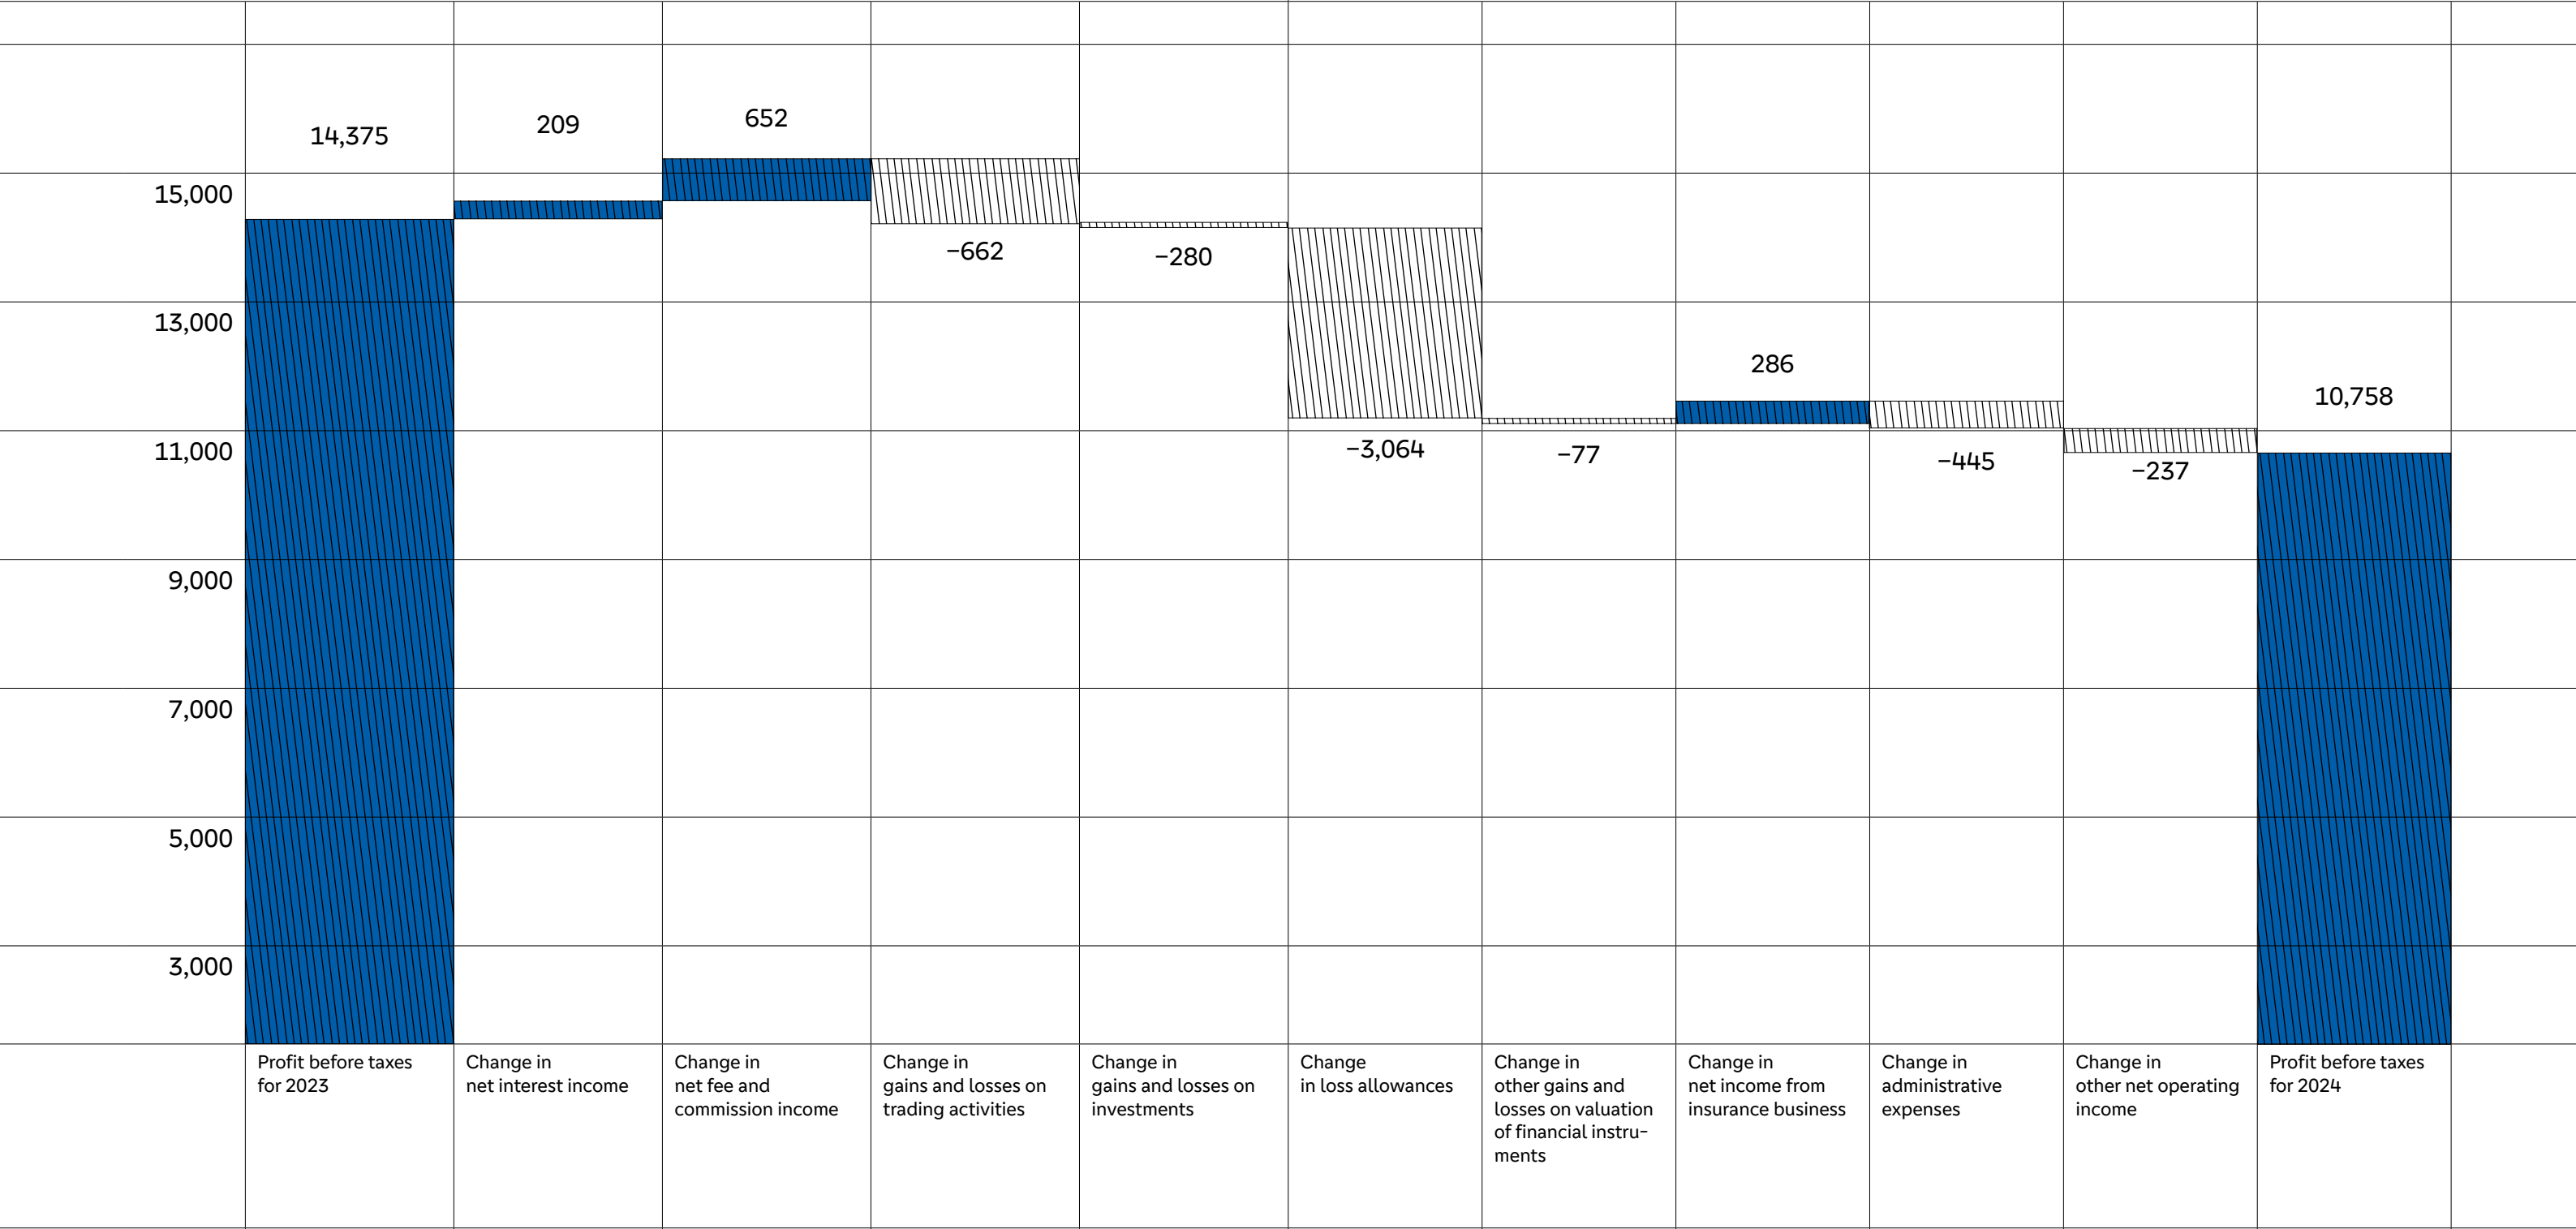 14,375
209
652
15,000
−662
−280
13,000
286
10,758
11,000
−3,064
−77
−445
−237
9,000
7,000
5,000
3,000
Profit before taxes
for 2023
Change in
net interest income
Change in
net fee and
commission income
Change in
gains and losses on
trading activities
Change in
gains and losses on
investments
Change
in loss allowances
Change in
other gains and
losses on valuation
of financial instru-
ments
Change in
net income from
insurance business
Change in
administrative
expenses
Change in
other net operating
income
Profit before taxes
for 2024